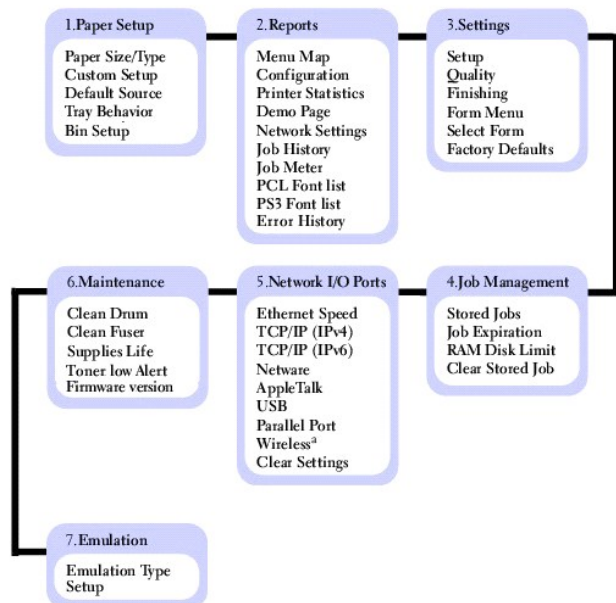 1.Paper Setup
Paper Size/Type
Custom Setup
Default Source
Tray Behavior
Bin Setup
2.Reports
Menu Map
Configuration
Printer Statistics
Demo Page
Network Settings
Job History
Job Meter
PCL Font list
PS3 Font list
Error History
3.Settings
Setup
Quality
Finishing
Form Menu
Select Form
Factory Defaults
4.Job Management
Stored Jobs
Job Expiration
RAM Disk Limit
Clear Stored Job
5.Network I/O Ports
Ethernet Speed
TCP/IP (IPv4)
TCP/IP (IPv6)
Netware
AppleTalk
USB
Parallel Port
Wirelessᵃ
Clear Settings
6.Maintenance
Clean Drum
Clean Fuser
Supplies Life
Toner low Alert
Firmware version
7.Emulation
Emulation Type
Setup